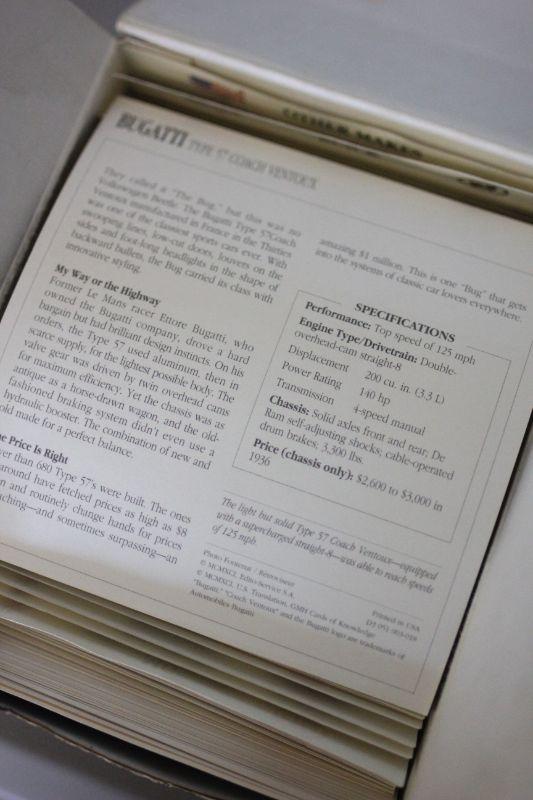 OTHER MAKES
BUGATTI TYPE 57 COACH VENTOUX
They called it "The Bug," but this was no
Volkswagen Beetle. The Bugatti Type 57Coach
Ventoux manufactured in France in the Thirties
was one of the classiest sports cars ever. With
swooping lines, low-cut doors, louvers on the
sides and foot-long headlights in the shape of
backward bullets, the Bug carried its class with
innovative styling.
My Way or the Highway
Former Le Mans racer Ettore Bugatti, who
owned the Bugatti company, drove a hard
bargain but had brilliant design instincts. On his
orders, the Type 57 used aluminum, then in
scarce supply, for the lightest possible body. The
valve gear was driven by twin overhead cams
for maximum efficiency. Yet the chassis was as
antique as a horse-drawn wagon, and the old-
fashioned braking system didn't even use a
hydraulic booster. The combination of new and
old made for a perfect balance.
e Price Is Right
ver than 680 Type 57's were built. The ones
around have fetched prices as high as $8
n and routinely change hands for prices
ching—and sometimes surpassing—an
amazing $1 million. This is one "Bug" that gets
into the systems of classic car lovers everywhere.
SPECIFICATIONS
Performance: Top speed of 125 mph
Engine Type/Drivetrain: Double-
overhead-cam straight-8
Displacement 200 cu. in. (3.3 L)
Power Rating 140 hp
Transmission 4-speed manual
Chassis: Solid axles front and rear; De
Ram self-adjusting shocks; cable-operated
drum brakes; 3,300 lbs.
Price (chassis only): $2,600 to $3,000 in
1936
The light but solid Type 57 Coach Ventoux—equipped
with a supercharged straight-8—was able to reach speeds
of 125 mph.
Photo Fontenat / Rétroviseur
© MCMXCI, Edito-Service S.A.
© MCMXCI, U.S. Translation, GMH Cards of Knowledge
"Bugatti," "Coach Ventoux" and the Bugatti logo are trademarks of
Automobiles Bugatti
Printed in USA
D2 091 003-018